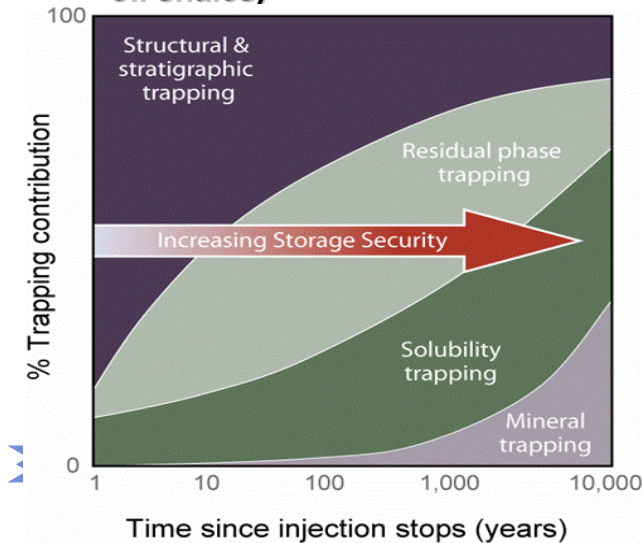 100
Structural &
stratigraphic
trapping
Residual phase
trapping
Increasing Storage Security
Solubility
trapping
Mineral
trapping
% Trapping contribution
0
1 10 100 1,000 10,000
Time since injection stops (years)